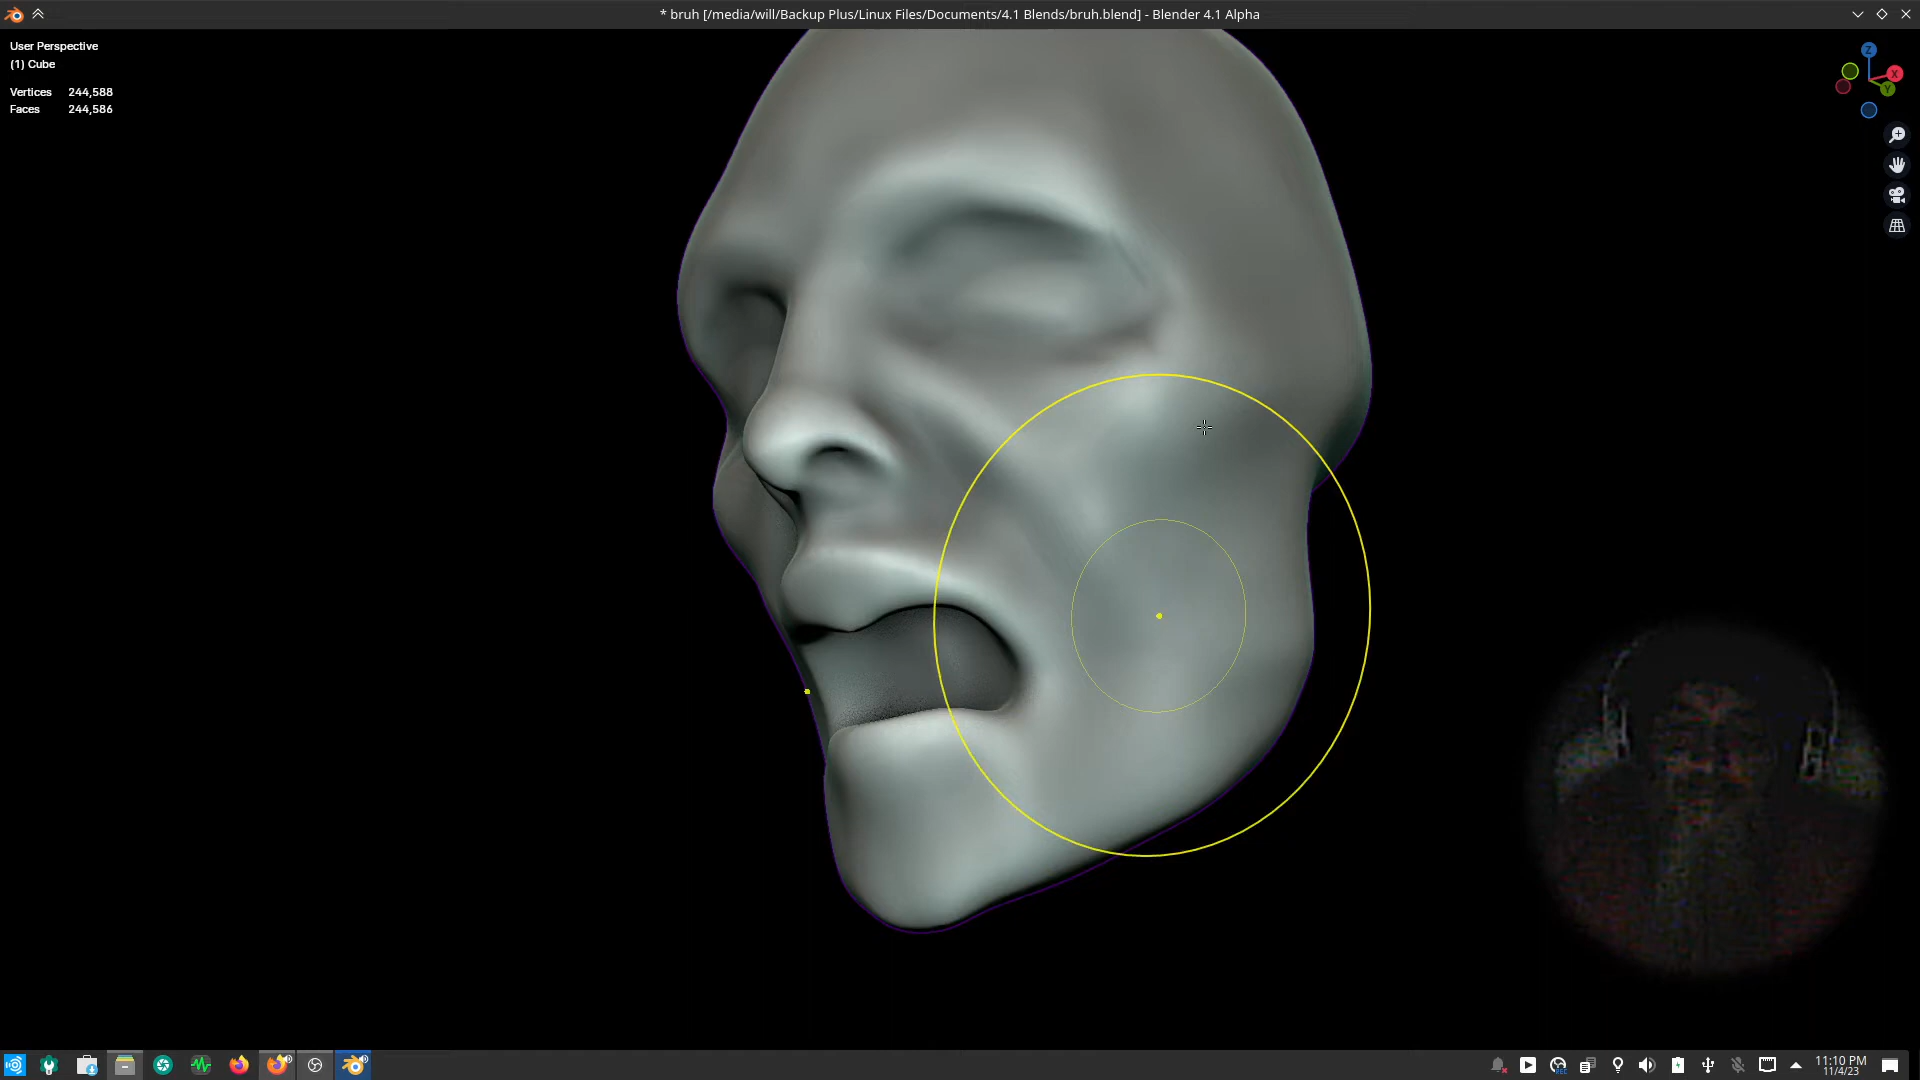 * bruh [/media/will/Backup Plus/Linux Files/Documents/4.1 Blends/bruh.blend] - Blender 4.1 Alpha
User Perspective
(1) Cube
Vertices 244,588
Faces 244,586
Z
X
Y
REC
11:10 PM
11/4/23